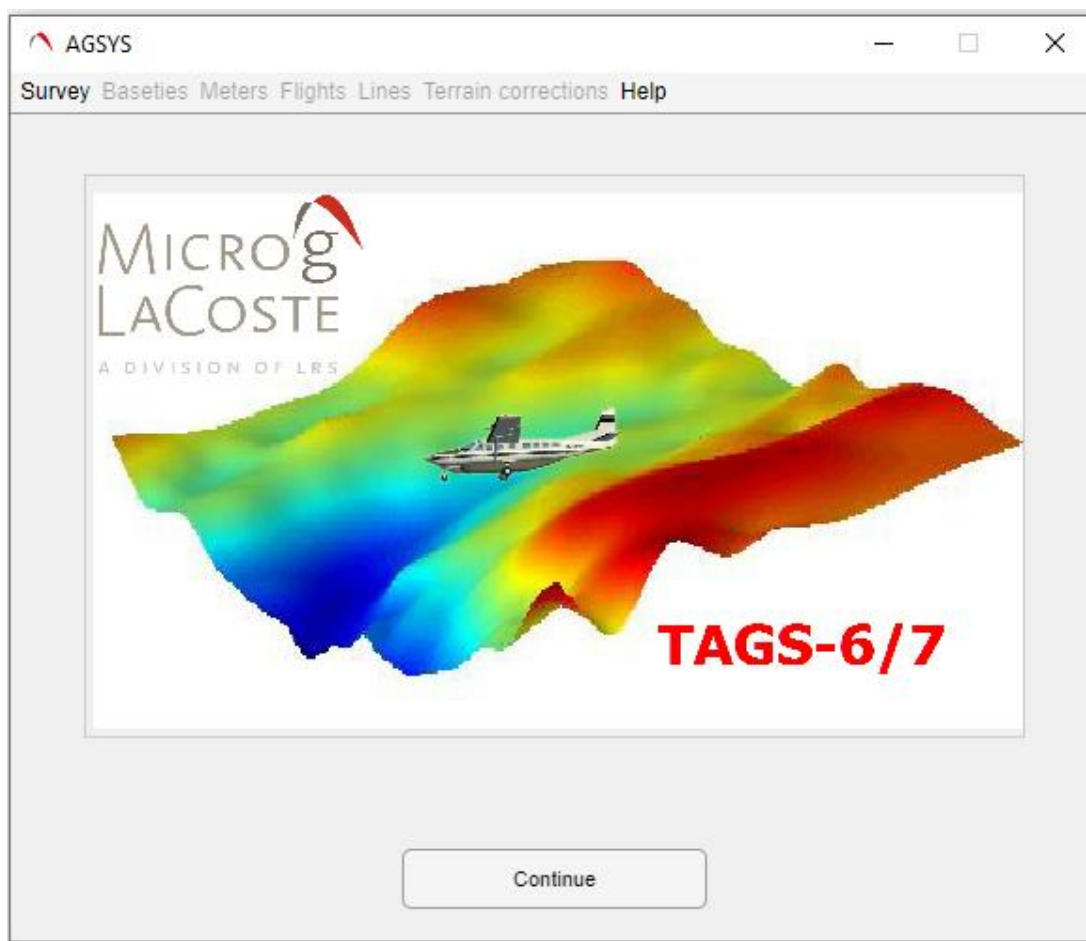 AGSYS
Survey Baseties Meters Flights Lines Terrain corrections Help
MICRO g
LACOSTE
A DIVISION OF LRS
TAGS-6/7
Continue